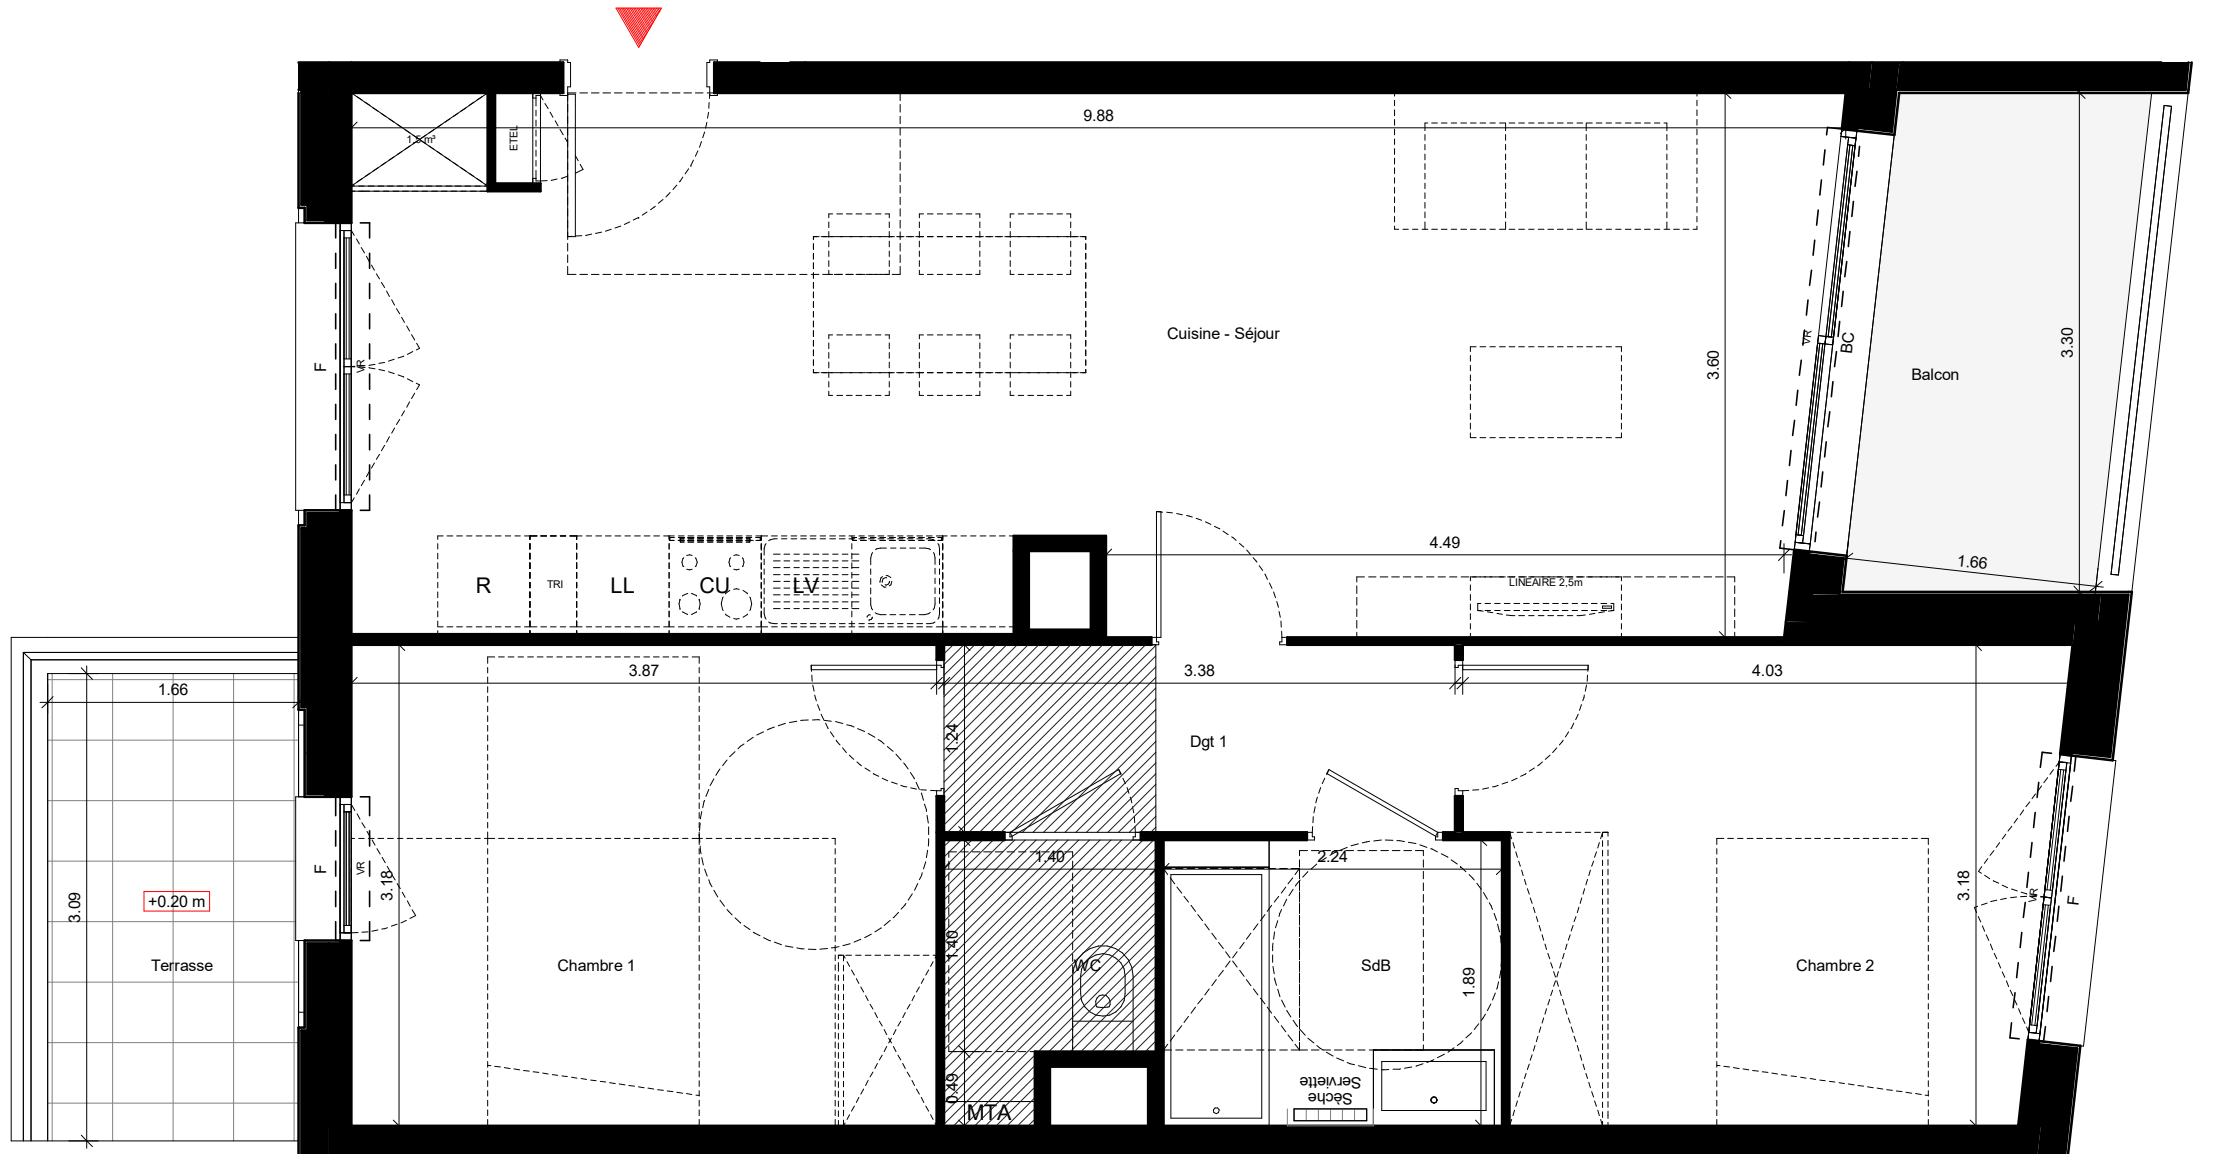 9.88
1.5 m³
ETEL
Cuisine - Séjour
F
VR
3.60
VR
BC
Balcon
3.30
1.66
4.49
LINEAIRE 2,5m
R
TRI
LL
CU
LV
1.66
3.87
3.38
4.03
1.24
Dgt 1
1.40
2.24
F
VR
3.18
3.09
+0.20 m
Terrasse
Chambre 1
1.40
WC
SdB
1.89
Chambre 2
3.18
VR
F
0.49
MTA
Sèche
Serviette